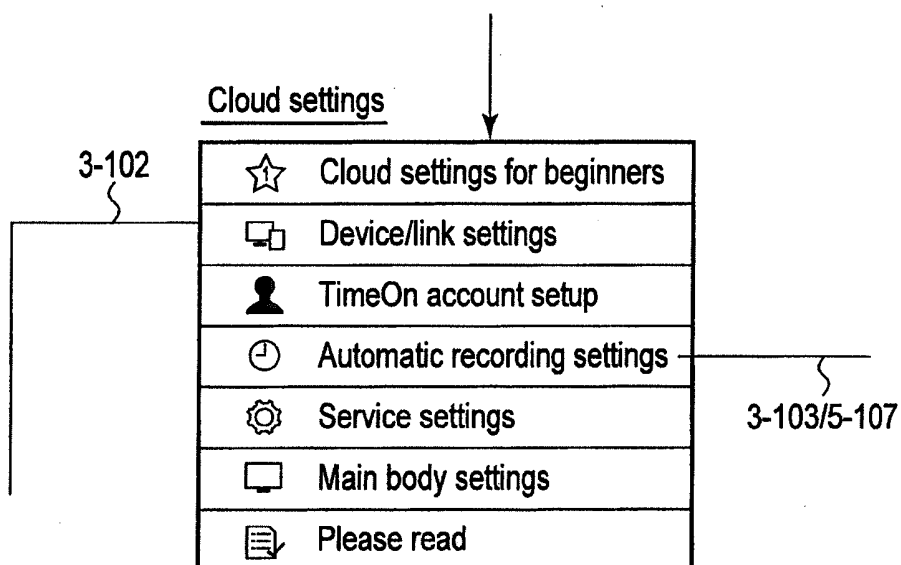 Cloud settings
3-102
Cloud settings for beginners
Device/link settings
TimeOn account setup
Automatic recording settings
3-103/5-107
Service settings
Main body settings
Please read